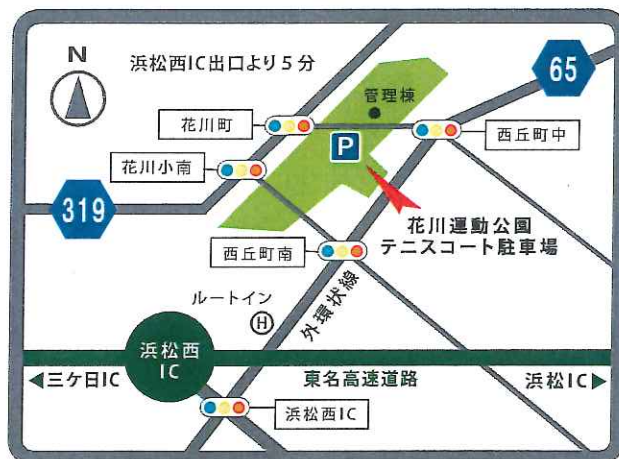 N
浜松西IC出口より5分
65
管理棟
花川町
P
西丘町中
花川小南
319
花川運動公園
テニスコート駐車場
西丘町南
ルートイン
H
外環状線
浜松西
IC
◀三ケ日IC
東名高速道路
浜松IC▶
浜松西IC